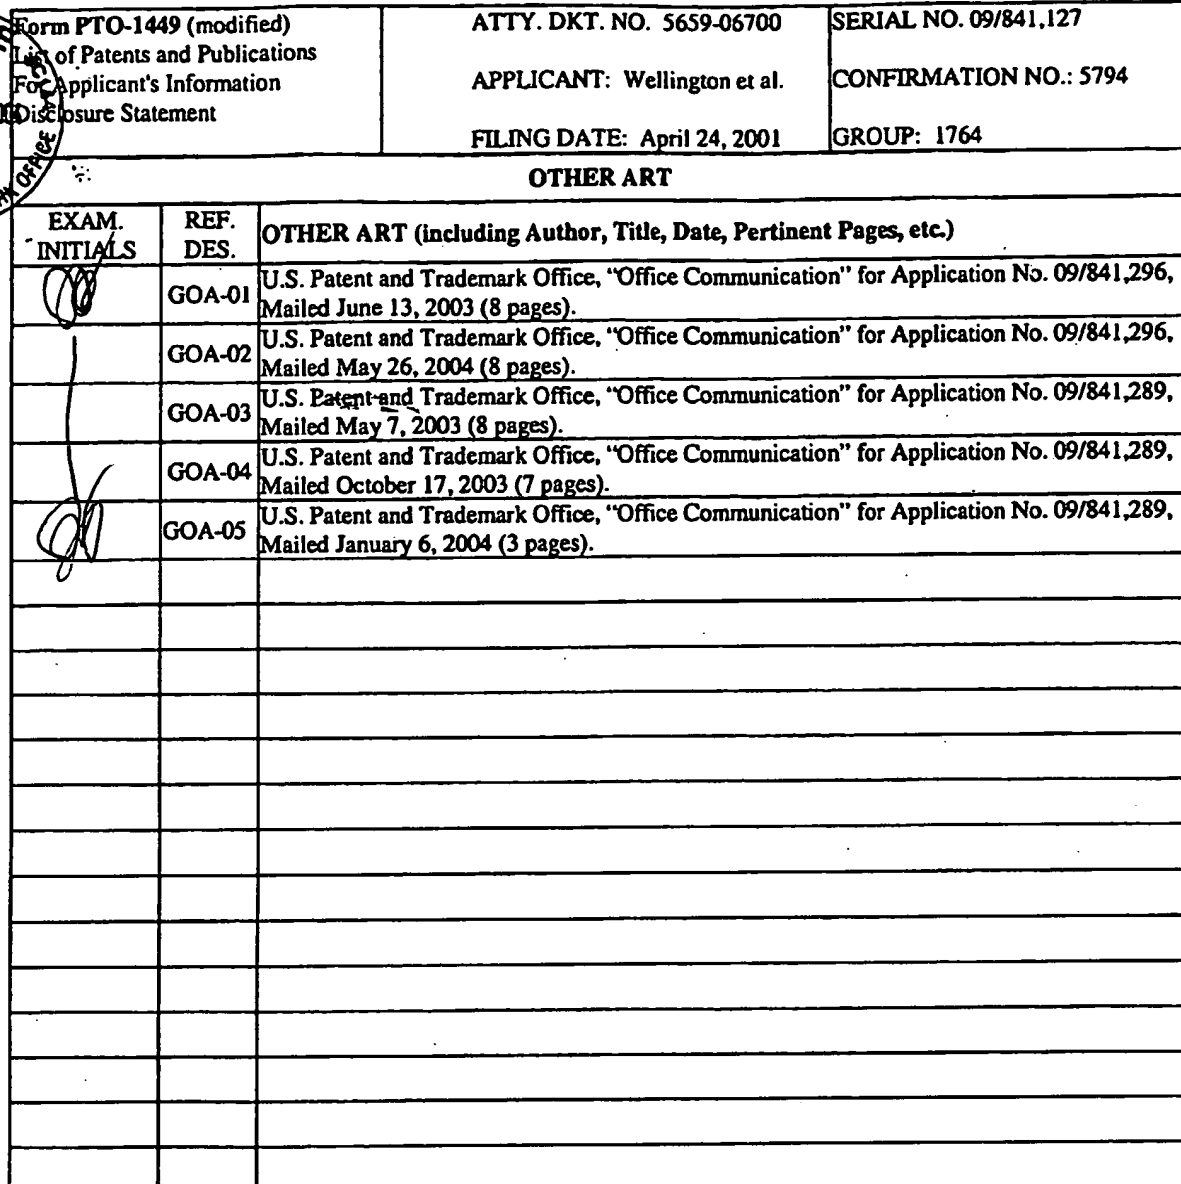 Form PTO-1449 (modified)
List of Patents and Publications
For Applicant's Information
Disclosure Statement
ATTY. DKT. NO. 5659-06700
APPLICANT: Wellington et al.
FILING DATE: April 24, 2001
SERIAL NO. 09/841,127
CONFIRMATION NO.: 5794
GROUP: 1764
OFFICE
OTHER ART
EXAM.
INITIALS
REF.
DES.
OTHER ART (including Author, Title, Date, Pertinent Pages, etc.)
GOA-01
U.S. Patent and Trademark Office, "Office Communication" for Application No. 09/841,296,
Mailed June 13, 2003 (8 pages).
GOA-02
U.S. Patent and Trademark Office, "Office Communication" for Application No. 09/841,296,
Mailed May 26, 2004 (8 pages).
GOA-03
U.S. Patent and Trademark Office, "Office Communication" for Application No. 09/841,289,
Mailed May 7, 2003 (8 pages).
GOA-04
U.S. Patent and Trademark Office, "Office Communication" for Application No. 09/841,289,
Mailed October 17, 2003 (7 pages).
GOA-05
U.S. Patent and Trademark Office, "Office Communication" for Application No. 09/841,289,
Mailed January 6, 2004 (3 pages).